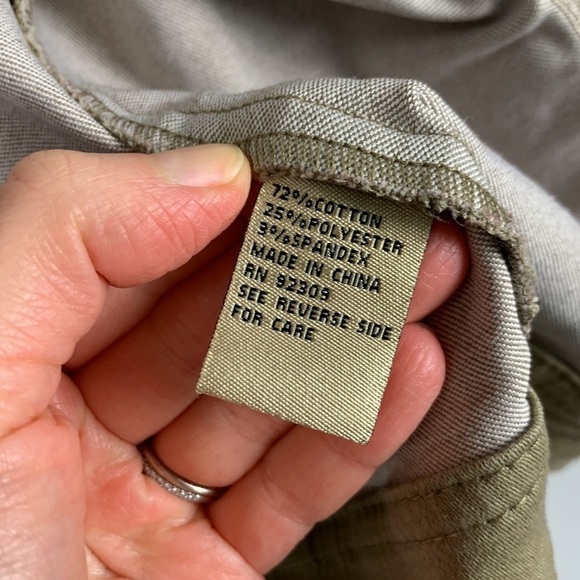 72%COTTON
25%POLYESTER
3%SPANDEX
MADE IN CHINA
RN 92309
SEE REVERSE SIDE
FOR CARE